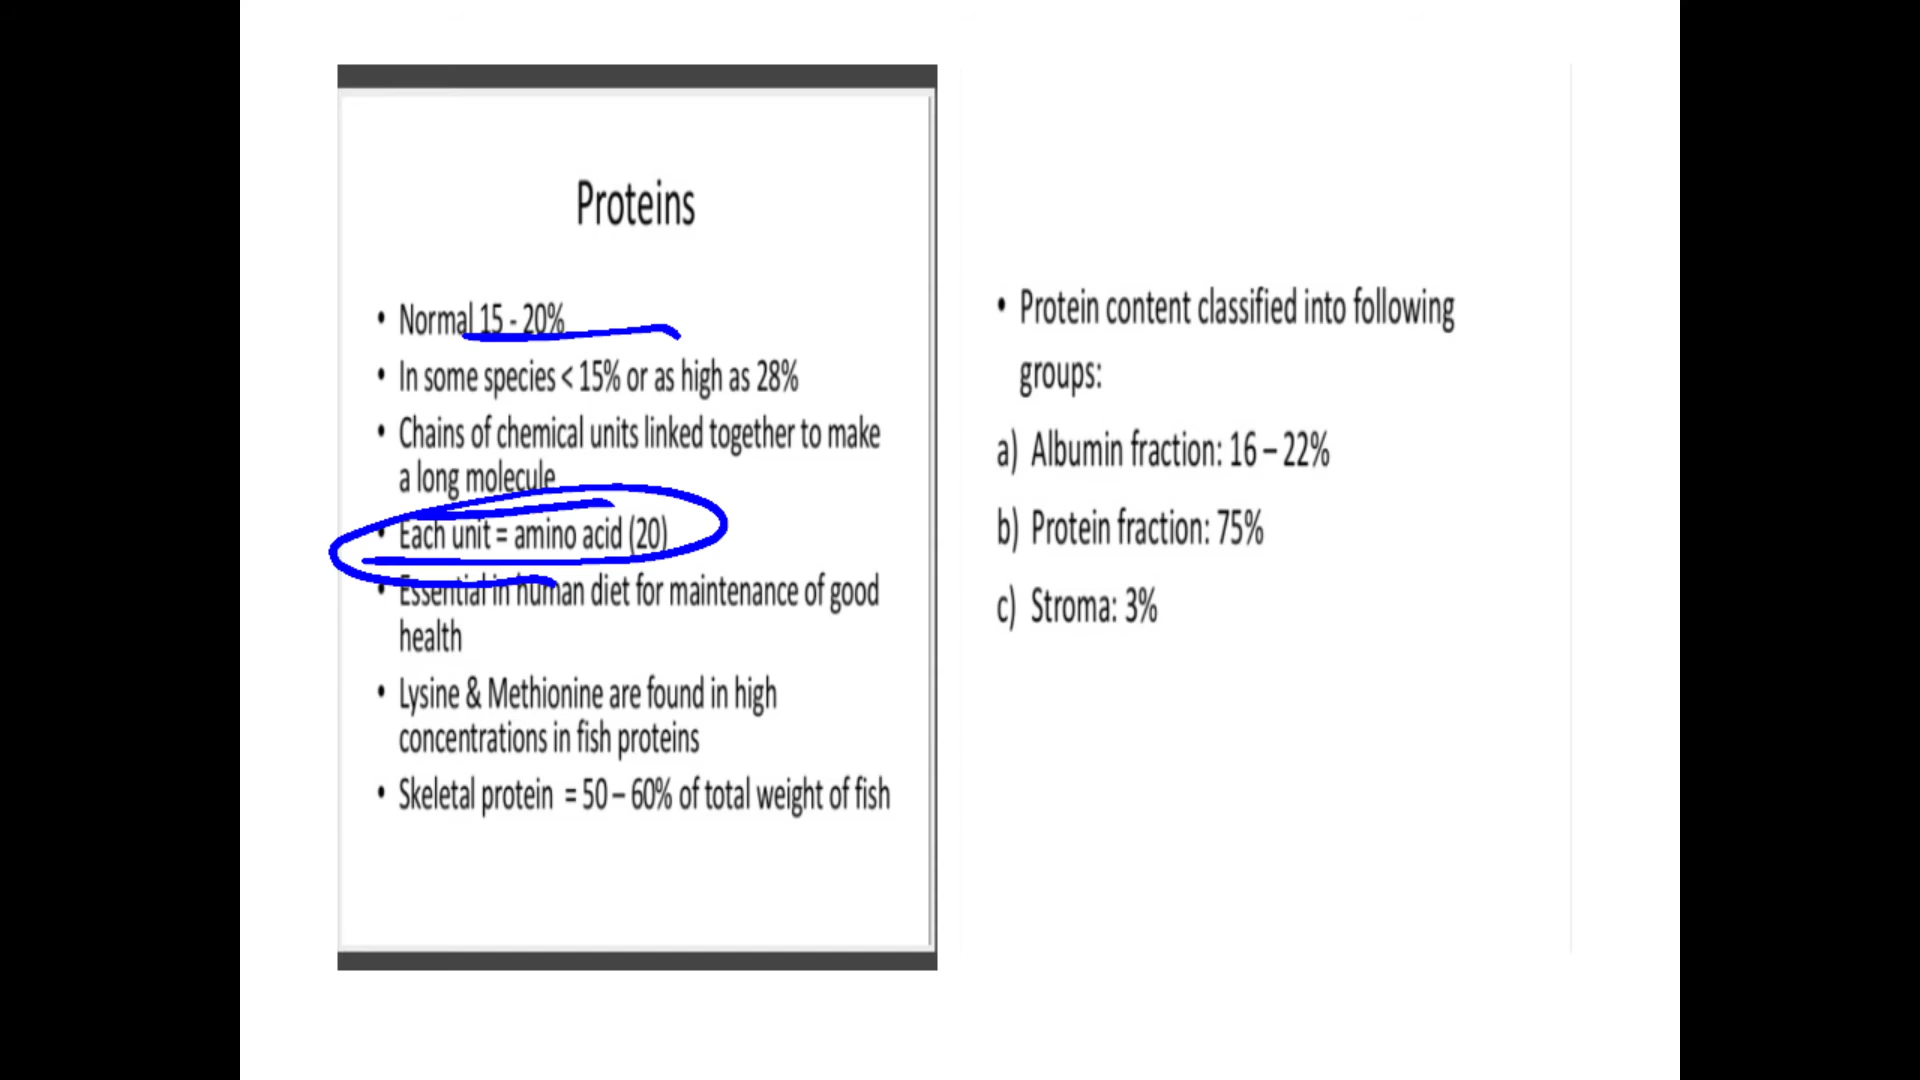 Proteins
• Normal 15 - 20%
• In some species < 15% or as high as 28%
• Chains of chemical units linked together to make
a long molecule
• Each unit = amino acid (20)
• Essential in human diet for maintenance of good
health
• Lysine & Methionine are found in high
concentrations in fish proteins
• Skeletal protein = 50 – 60% of total weight of fish
• Protein content classified into following
groups:
a) Albumin fraction: 16 – 22%
b) Protein fraction: 75%
c) Stroma: 3%